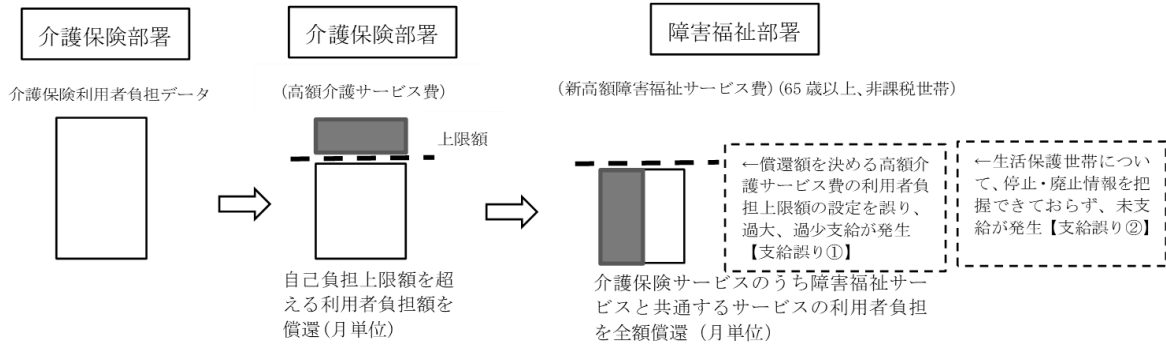 介護保険部署
介護保険部署
障害福祉部署
介護保険利用者負担データ
(高額介護サービス費)
(新高額障害福祉サービス費) (65 歳以上、非課税世帯)
上限額
←償還額を決める高額介
護サービス費の利用者負
担上限額の設定を誤り、
過大、過少支給が発生
【支給誤り①】
←生活保護世帯につい
て、停止・廃止情報を把
握できておらず、未支
給が発生【支給誤り②】
自己負担上限額を超
える利用者負担額を
償還(月単位)
介護保険サービスのうち障害福祉サー
ビスと共通するサービスの利用者負担
を全額償還 (月単位)